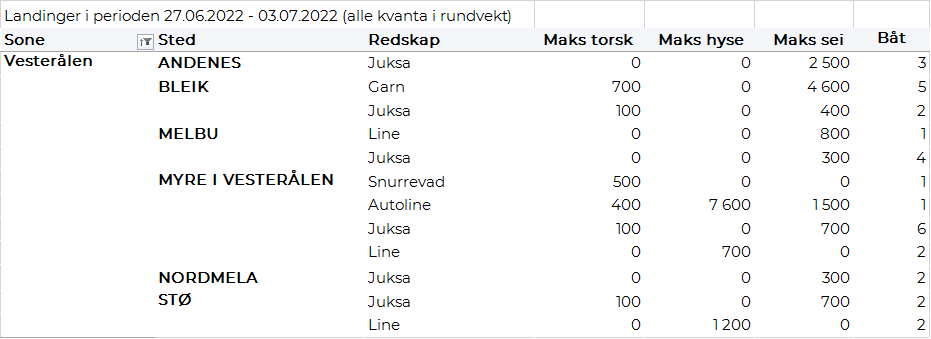 Landinger i perioden 27.06.2022 - 03.07.2022 (alle kvanta i rundvekt)
Sone Sted Redskap Maks torsk Maks hyse Maks sei Båt
Vesterålen ANDENES Juksa 0 0 2 500 3
BLEIK Garn 700 0 4 600 5
Juksa 100 0 400 2
MELBU Line 0 0 800 1
Juksa 0 0 300 4
MYRE I VESTERÅLEN Snurrevad 500 0 0 1
Autoline 400 7 600 1 500 1
Juksa 100 0 700 6
Line 0 700 0 2
NORDMELA Juksa 0 0 300 2
STØ Juksa 100 0 700 2
Line 0 1 200 0 2